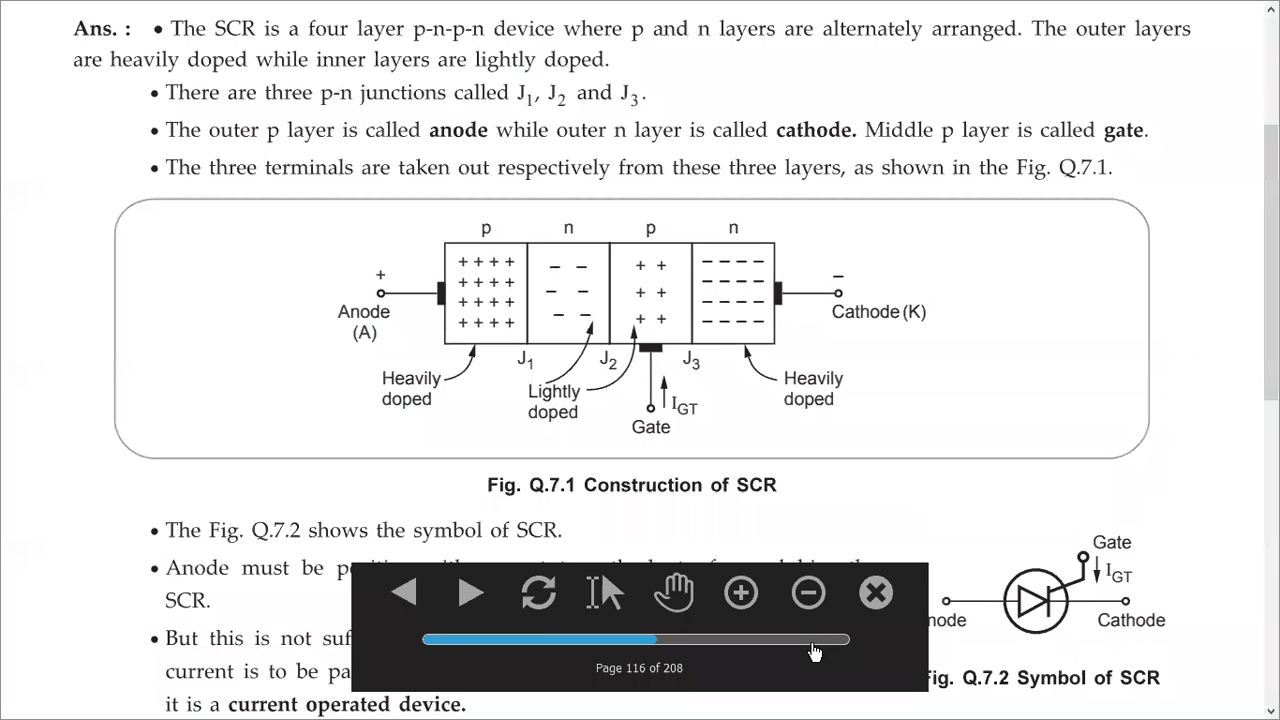 Ans. : • The SCR is a four layer p-n-p-n device where p and n layers are alternately arranged. The outer layers
are heavily doped while inner layers are lightly doped.
• There are three p-n junctions called J1, J2 and J3.
• The outer p layer is called anode while outer n layer is called cathode. Middle p layer is called gate.
• The three terminals are taken out respectively from these three layers, as shown in the Fig. Q.7.1.
p n p n
+ + + + − − + + − − − −
+ −
+ + + + − − + + − − − −
+ + + + − − + + − − − −
Anode
(A)
Cathode (K)
J1 J2 J3
Heavily
doped
Lightly
doped
IGT
Gate
Heavily
doped
Fig. Q.7.1 Construction of SCR
• The Fig. Q.7.2 shows the symbol of SCR.
• Anode must be
SCR.
• But this is not
current is to be
it is a current operated device.
Gate
IGT
Cathode
Fig. Q.7.2 Symbol of SCR
Page 116 of 208